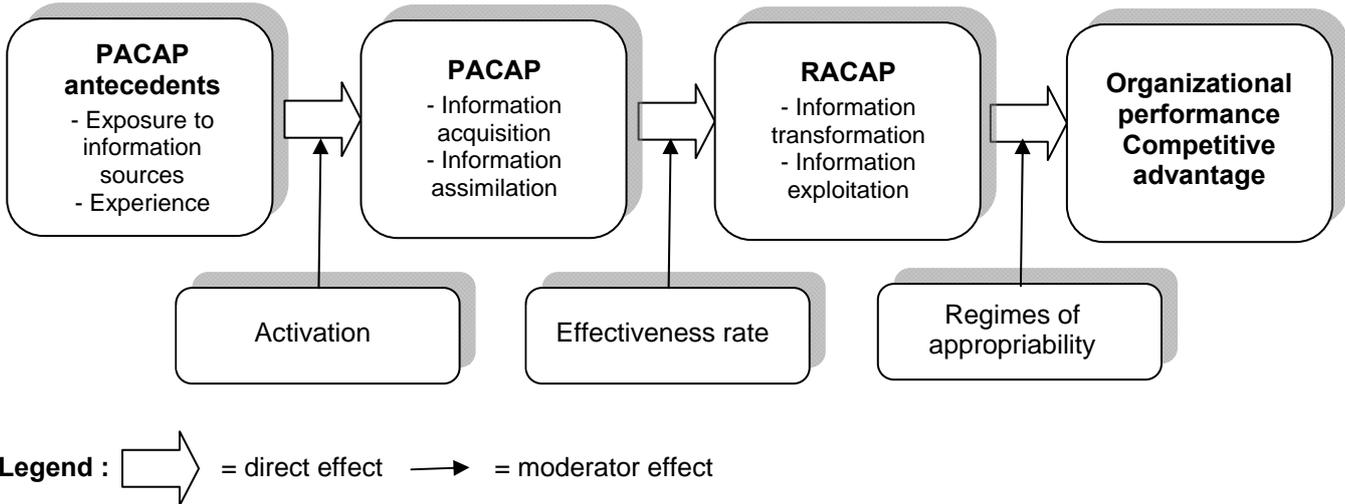 PACAP
antecedents
- Exposure to
information
sources
- Experience
PACAP
- Information
acquisition
- Information
assimilation
RACAP
- Information
transformation
- Information
exploitation
Organizational
performance
Competitive
advantage
Activation
Effectiveness rate
Regimes of
appropriability
Legend : = direct effect = moderator effect